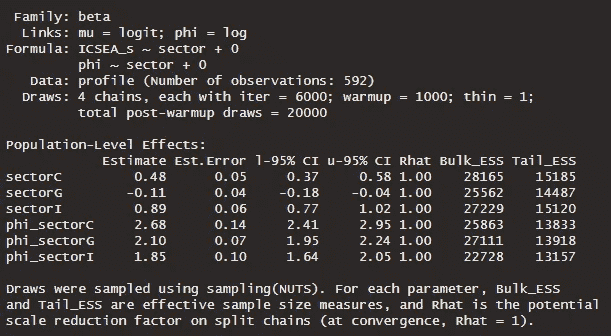 Family: beta
Links: mu = logit; phi = log
Formula: ICSEA_s ~ sector + 0
phi ~ sector + 0
Data: profile (Number of observations: 592)
Draws: 4 chains, each with iter = 6000; warmup = 1000; thin = 1;
total post-warmup draws = 20000

Population-Level Effects:
Estimate Est.Error l-95% CI u-95% CI Rhat Bulk_ESS Tail_ESS
sectorC 0.48 0.05 0.37 0.58 1.00 28165 15185
sectorG -0.11 0.04 -0.18 -0.04 1.00 25562 14487
sectorI 0.89 0.06 0.77 1.02 1.00 27229 15120
phi_sectorC 2.68 0.14 2.41 2.95 1.00 25863 13833
phi_sectorG 2.10 0.07 1.95 2.24 1.00 27111 13918
phi_sectorI 1.85 0.10 1.64 2.05 1.00 22728 13157

Draws were sampled using sampling(NUTS). For each parameter, Bulk_ESS
and Tail_ESS are effective sample size measures, and Rhat is the potential
scale reduction factor on split chains (at convergence, Rhat = 1).